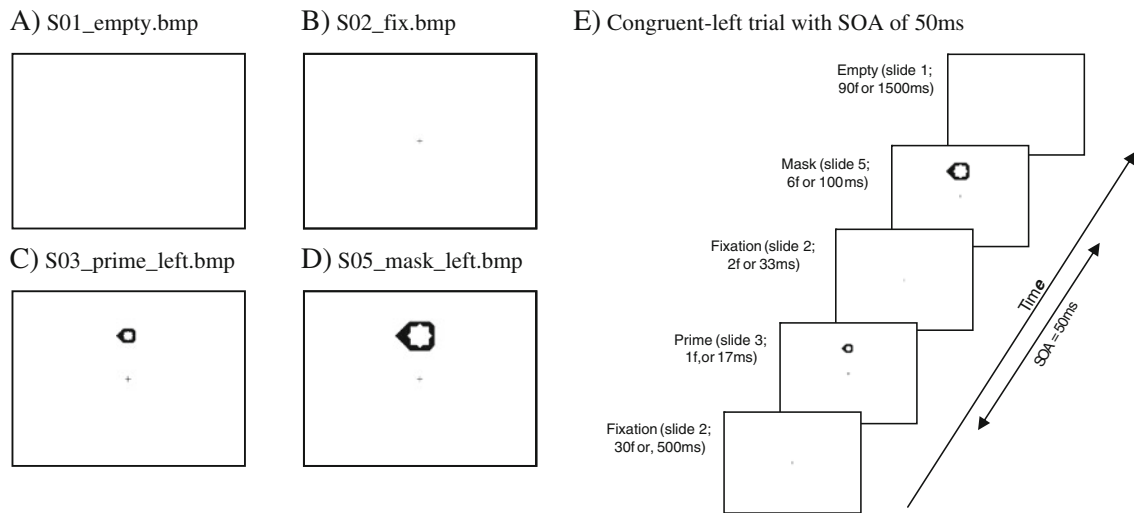 A) S01_empty.bmp
B) S02_fix.bmp
C) S03_prime_left.bmp
D) S05_mask_left.bmp
E) Congruent-left trial with SOA of 50ms
Empty (slide 1;
90f or 1500ms)
Mask (slide 5;
6f or 100ms)
Fixation (slide 2;
2f or 33ms)
Prime (slide 3;
1f,or 17ms)
Fixation (slide 2;
30f or, 500ms)
Time
SOA = 50ms